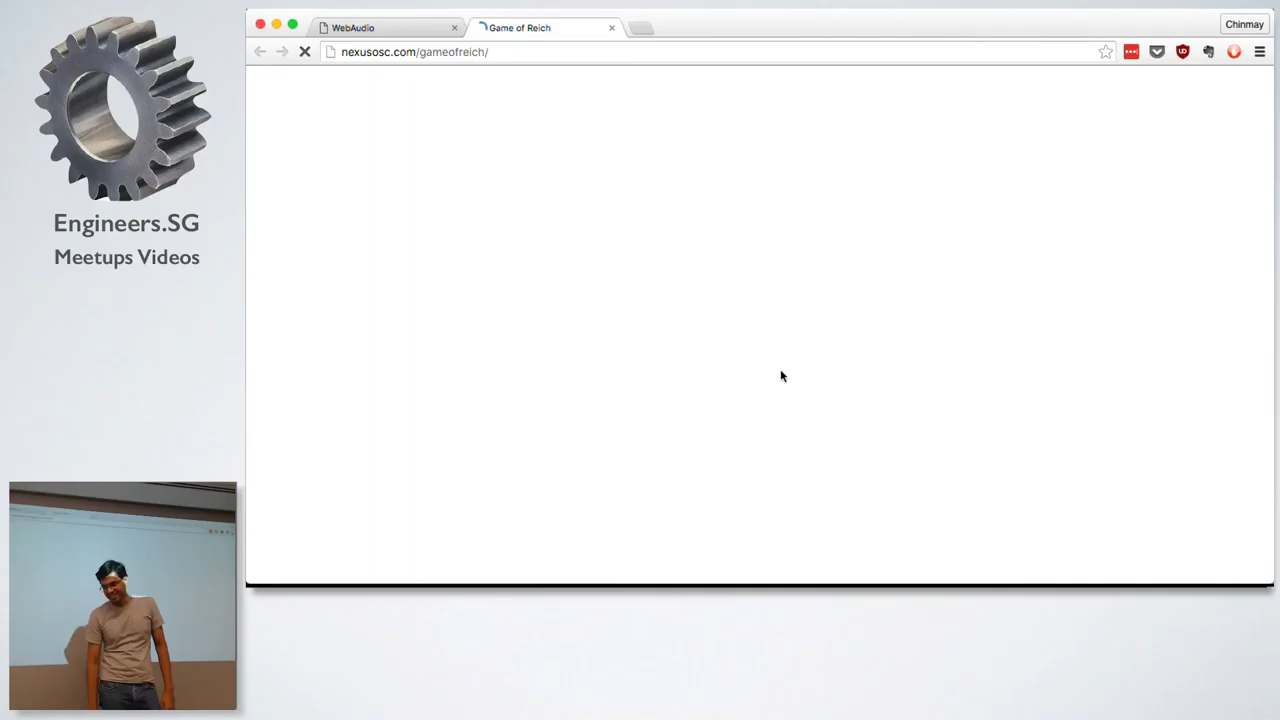 WebAudio
Game of Reich
Chinmay
nexusosc.com/gameofreich/
Engineers.SG
Meetups Videos